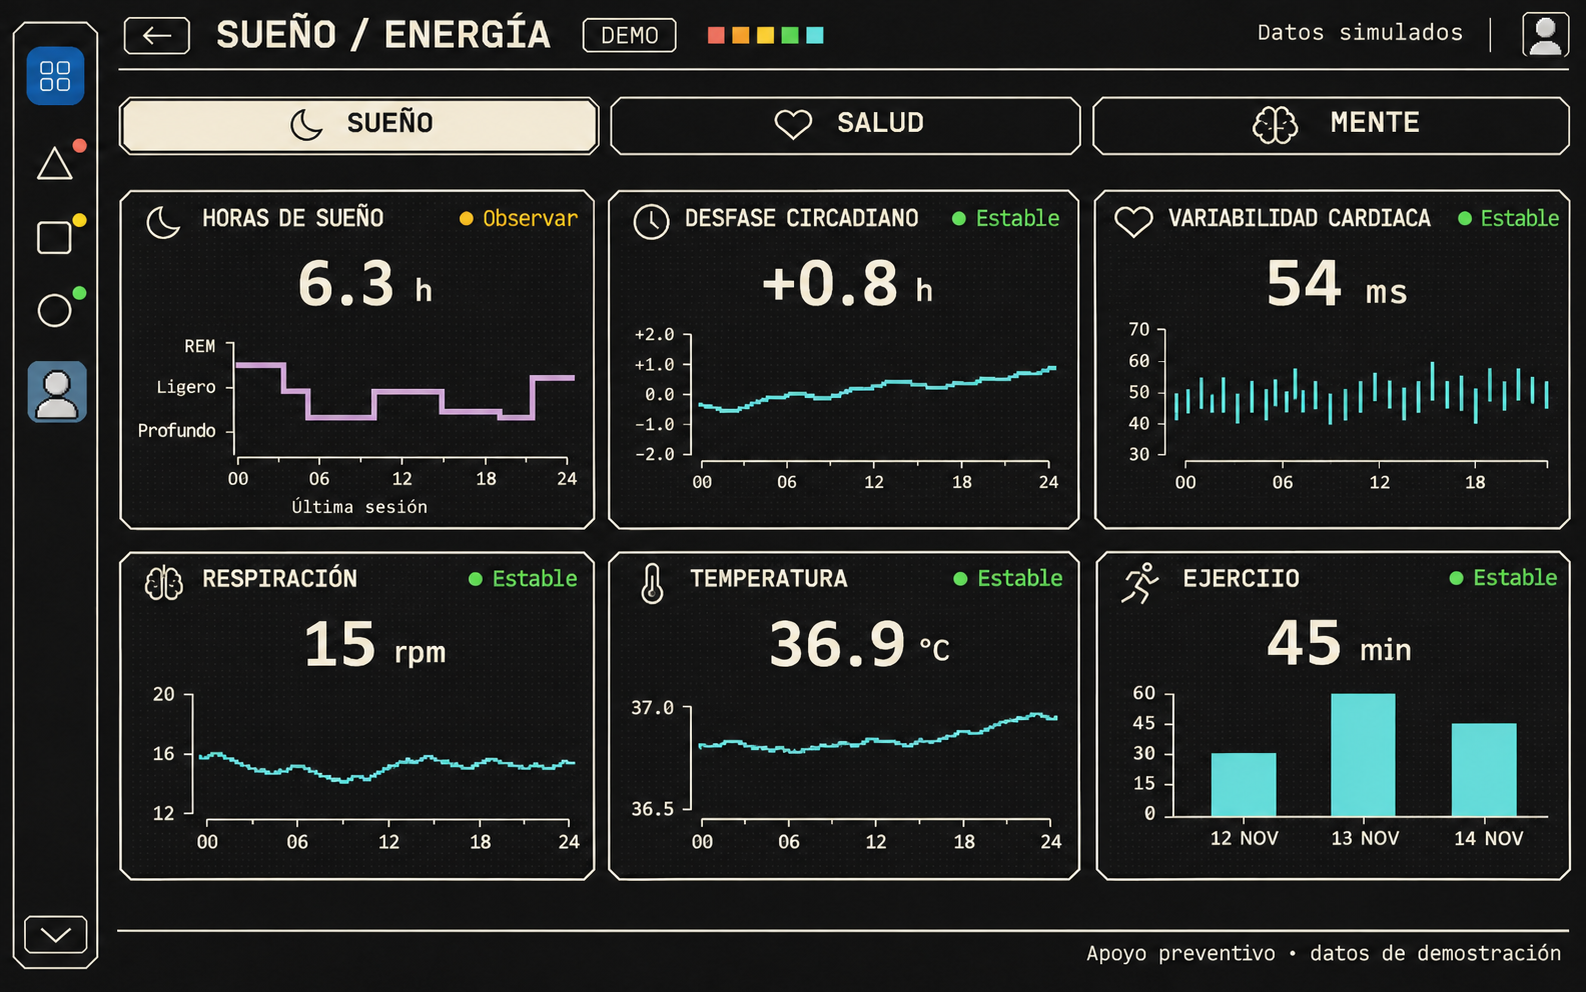 SUEÑO / ENERGÍA DEMO Datos simulados
SUEÑO SALUD MENTE
HORAS DE SUEÑO Observar
6.3 h
REM
Ligero
Profundo
00 06 12 18 24
Última sesión
DESFASE CIRCADIANO Estable
+0.8 h
+2.0
+1.0
0.0
−1.0
−2.0
00 06 12 18 24
VARIABILIDAD CARDIACA Estable
54 ms
70
60
50
40
30
00 06 12 18
RESPIRACIÓN Estable
15 rpm
20
16
12
00 06 12 18 24
TEMPERATURA Estable
36.9 °C
37.0
36.5
00 06 12 18 24
EJERCIIO Estable
45 min
60
45
30
15
0
12 NOV 13 NOV 14 NOV
Apoyo preventivo • datos de demostración